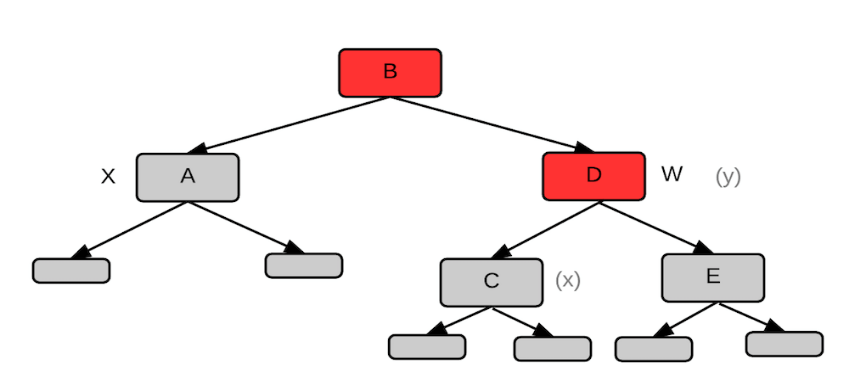 B
X A D W (y)
C (x) E